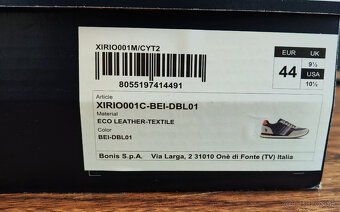 XIRIO001M/CYT2
8055197414491
EUR
UK
44
9½
USA
10½
Article
XIRIO001C-BEI-DBL01
Material
ECO LEATHER-TEXTILE
Color
BEI-DBL01
Bonis S.p.A. Via Larga, 2 31010 Onè di Fonte (TV) Italia